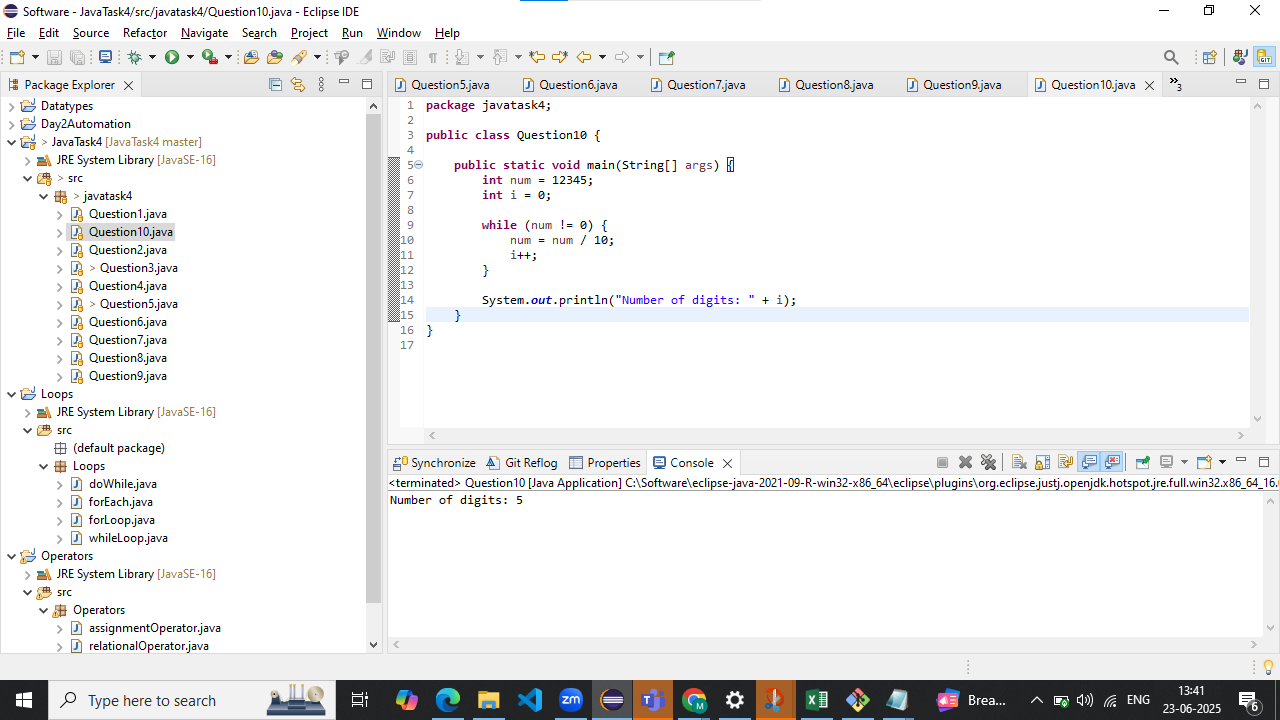 Software - JavaTask4/src/javatask4/Question10.java - Eclipse IDE
File Edit Source Refactor Navigate Search Project Run Window Help
Package Explorer
Datatypes
Day2Automation
> JavaTask4 [JavaTask4 master]
JRE System Library [JavaSE-16]
> src
> javatask4
Question1.java
Question10.java
Question2.java
> Question3.java
Question4.java
> Question5.java
Question6.java
Question7.java
Question8.java
Question9.java
Loops
JRE System Library [JavaSE-16]
src
(default package)
Loops
doWhile.java
forEach.java
forLoop.java
whileLoop.java
Operators
JRE System Library [JavaSE-16]
src
Operators
assignmentOperator.java
relationalOperator.java
Question5.java Question6.java Question7.java Question8.java Question9.java Question10.java »3
1 package javatask4;
2
3 public class Question10 {
4
5 public static void main(String[] args) {
6 int num = 12345;
7 int i = 0;
8
9 while (num != 0) {
10 num = num / 10;
11 i++;
12 }
13
14 System.out.println("Number of digits: " + i);
15 }
16 }
17
Synchronize Git Reflog Properties Console
<terminated> Question10 [Java Application] C:\Software\eclipse-java-2021-09-R-win32-x86_64\eclipse\plugins\org.eclipse.justj.openjdk.hotspot.jre.full.win32.x86_64_16.
Number of digits: 5
Type here to search
zm
Brea...
ENG
13:41
23-06-2025
6